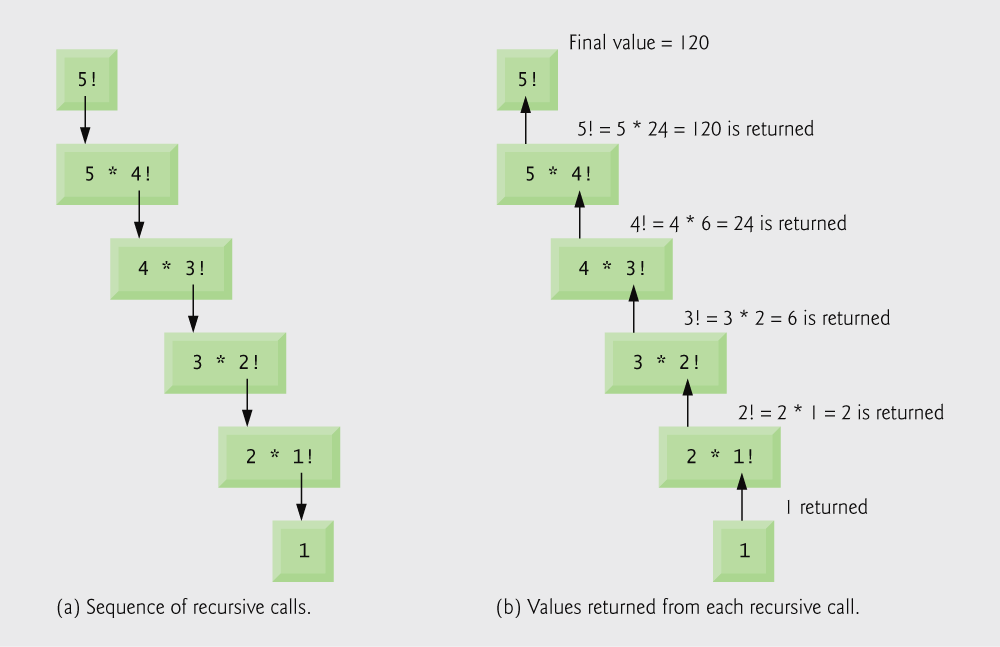 5!
5 * 4!
4 * 3!
3 * 2!
2 * 1!
1
(a) Sequence of recursive calls.
Final value = 120
5!
5! = 5 * 24 = 120 is returned
5 * 4!
4! = 4 * 6 = 24 is returned
4 * 3!
3! = 3 * 2 = 6 is returned
3 * 2!
2! = 2 * 1 = 2 is returned
2 * 1!
1 returned
1
(b) Values returned from each recursive call.